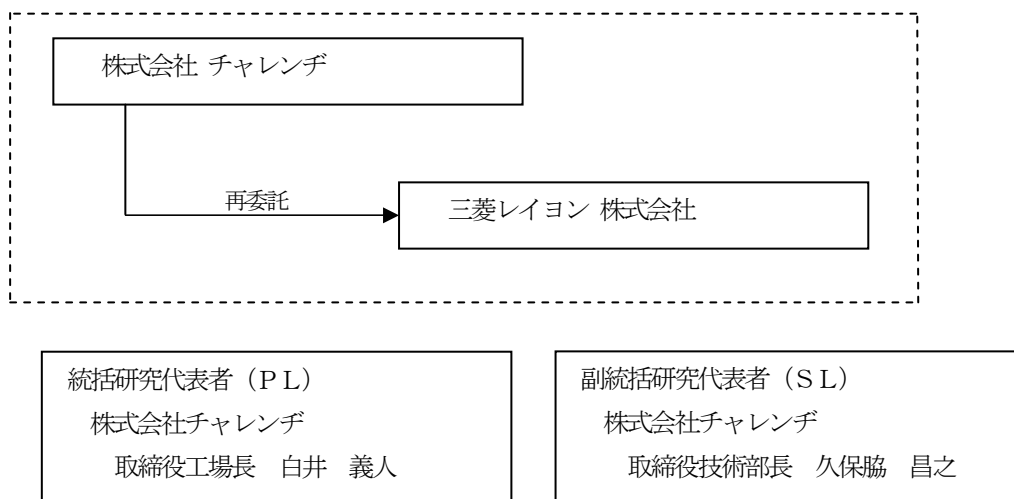 株式会社 チャレンヂ
再委託
三菱レイヨン 株式会社
統括研究代表者（ＰＬ）
株式会社チャレンヂ
取締役工場長　白井　義人
副統括研究代表者（ＳＬ）
株式会社チャレンヂ
取締役技術部長　久保脇　昌之